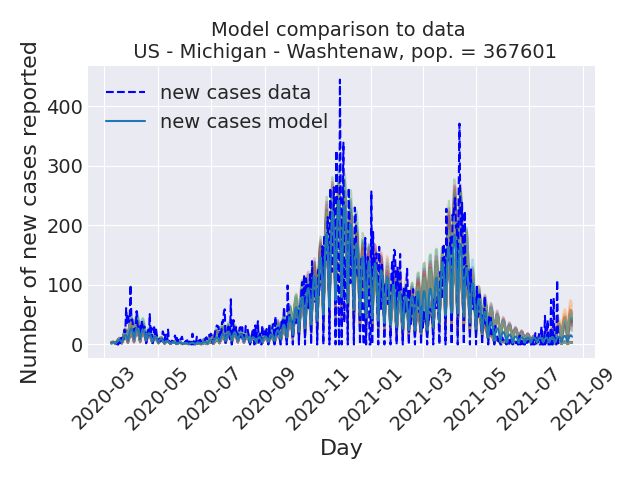 Model comparison to data
US - Michigan - Washtenaw, pop. = 367601
Number of new cases reported
400
300
200
100
0
new cases data
new cases model
2020-03
2020-05
2020-07
2020-09
2020-11
2021-01
2021-03
2021-05
2021-07
2021-09
Day